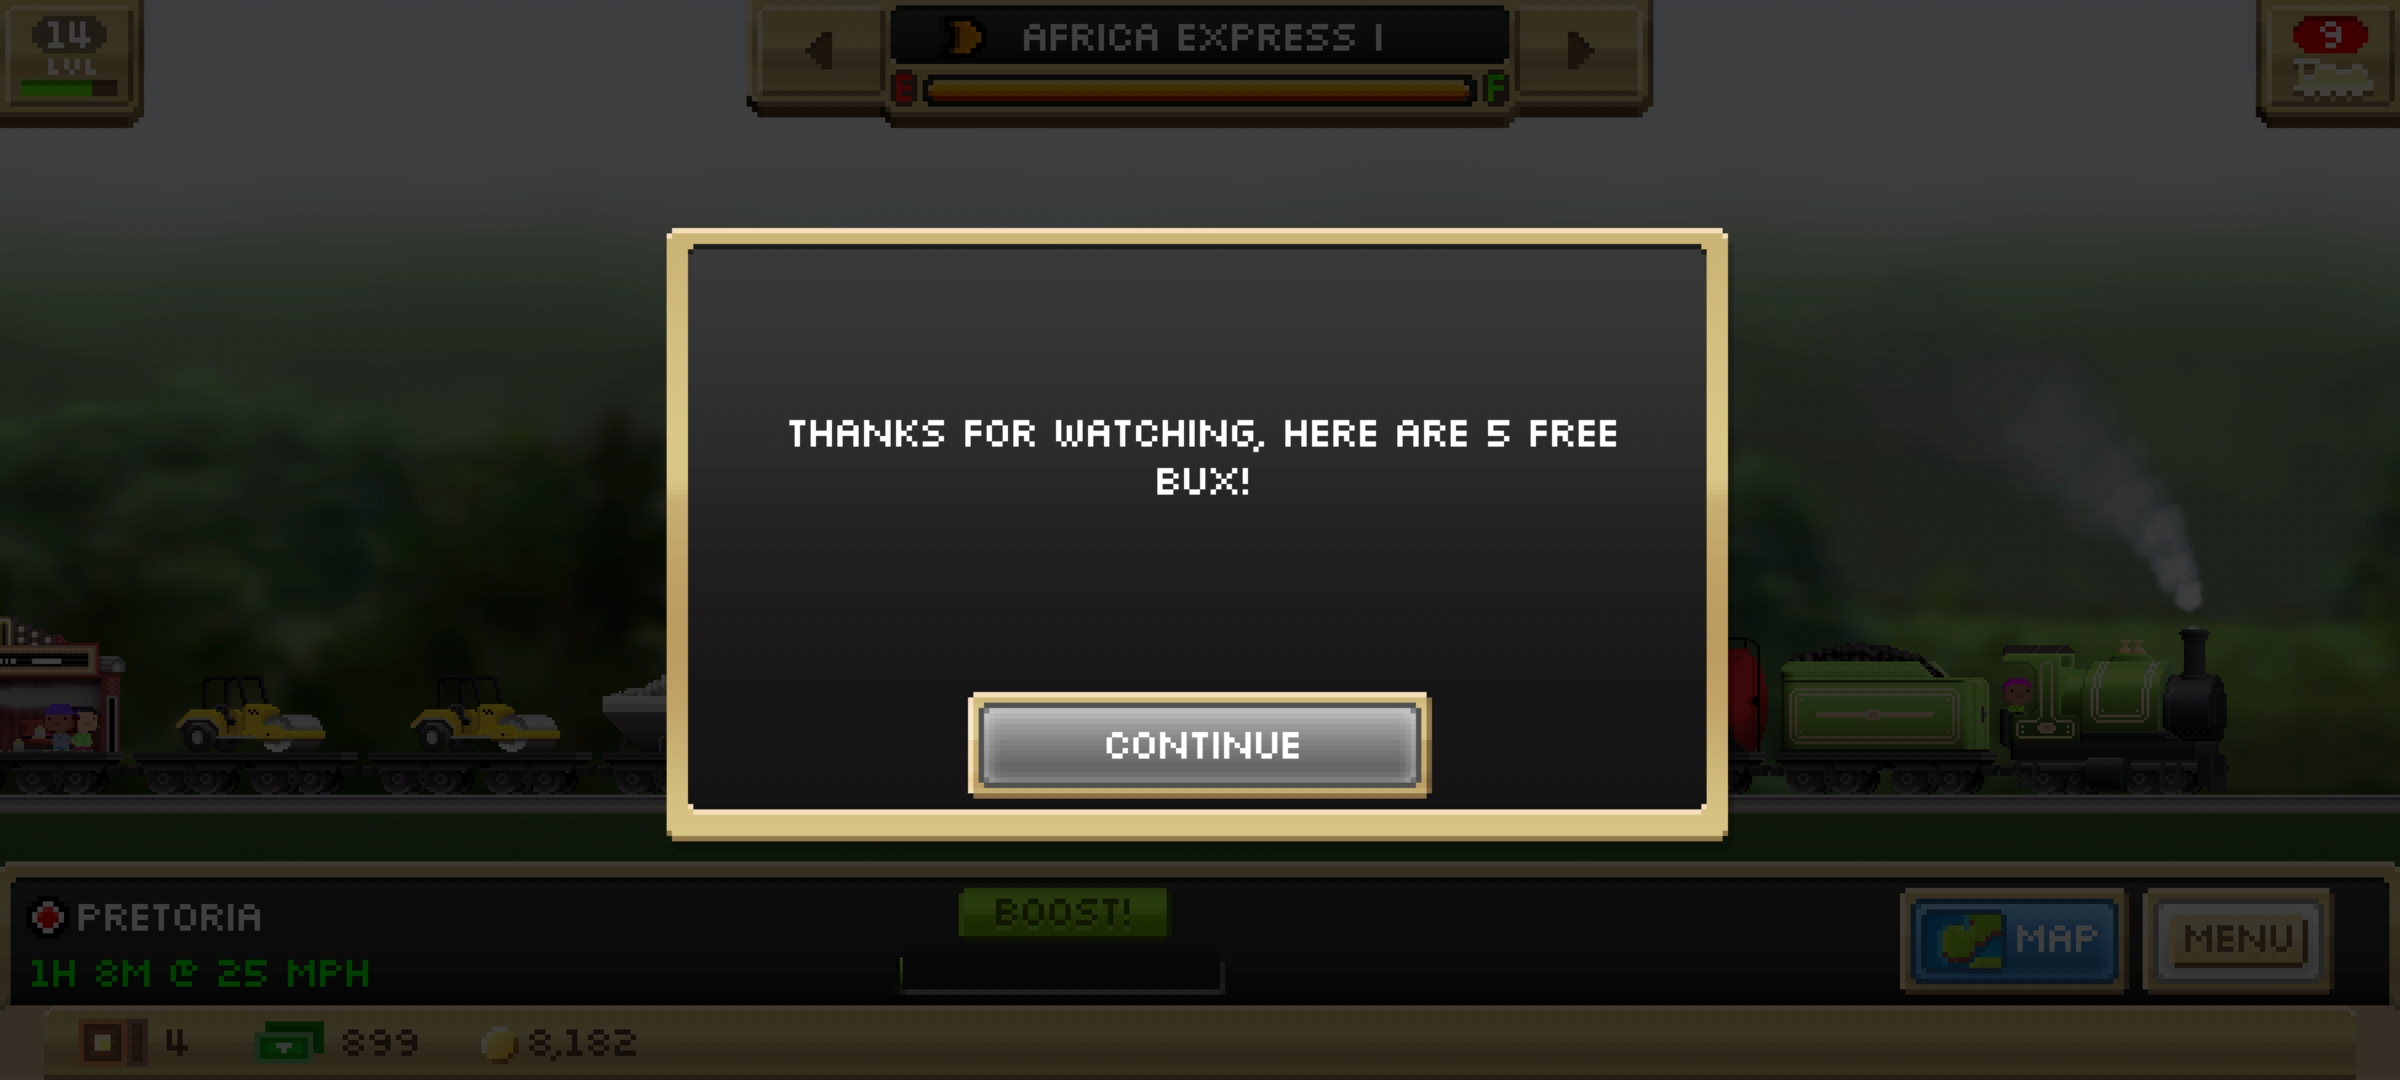 14
LVL
AFRICA EXPRESS I
E F
9
THANKS FOR WATCHING, HERE ARE 5 FREE
BUX!
CONTINUE
PRETORIA
1H 8M @ 25 MPH
BOOST!
MAP
MENU
4
899
8,182